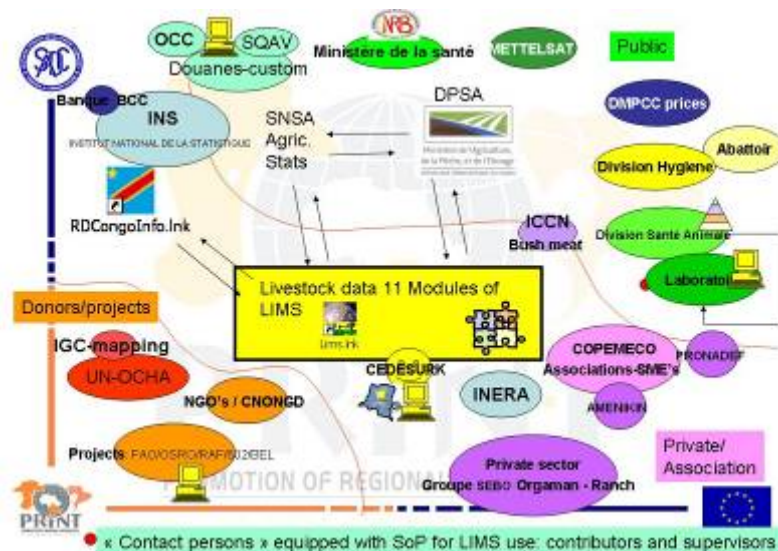 SADC
OCC
SQAV
Douanes-custom
NRB
Ministère de la santé
METTELSAT
Public
Banque BCC
INS
INSTITUT NATIONAL DE LA STATISTIQUE
SNSA
Agric.
Stats
DPSA
DMPCC prices
Division Hygiene
Abattoir
RDCongoInfo.lnk
ICCN
Bush meat
Division Santé Animale
Laboratoi
Livestock data 11 Modules of
LIMS
Lims.lnk
Donors/projects
IGC-mapping
UN-OCHA
NGO's / CNONGD
CEDESURK
INERA
COPEMECO
Associations-SME's
PRONADEF
AMENIKIN
Projects: FAO/OSRO/RAF/602/BEL
Private sector
Groupe SEBO Orgaman - Ranch
Private/
Association
PRINT
PROMOTION OF REGIONAL
« Contact persons » equipped with SoP for LIMS use: contributors and supervisors